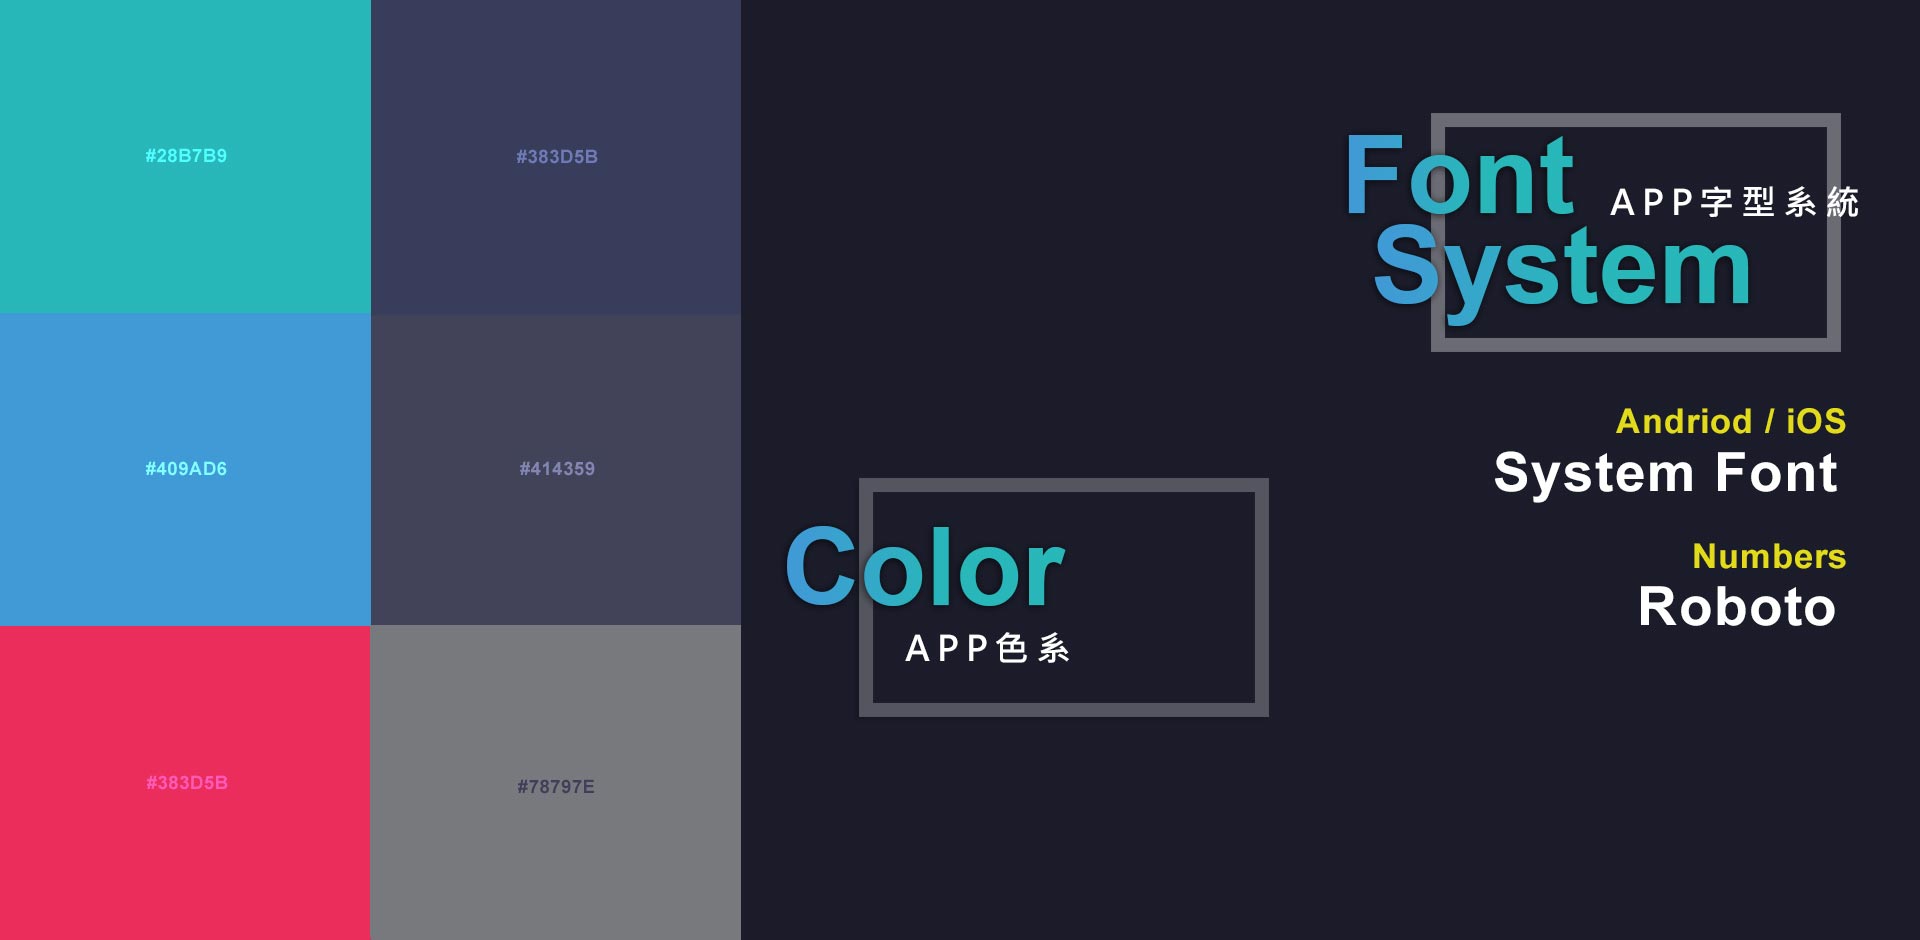 #28B7B9
#383D5B
#409AD6
#414359
#383D5B
#78797E
Color
APP色系
Font
APP字型系統
System
Andriod / iOS
System Font
Numbers
Roboto